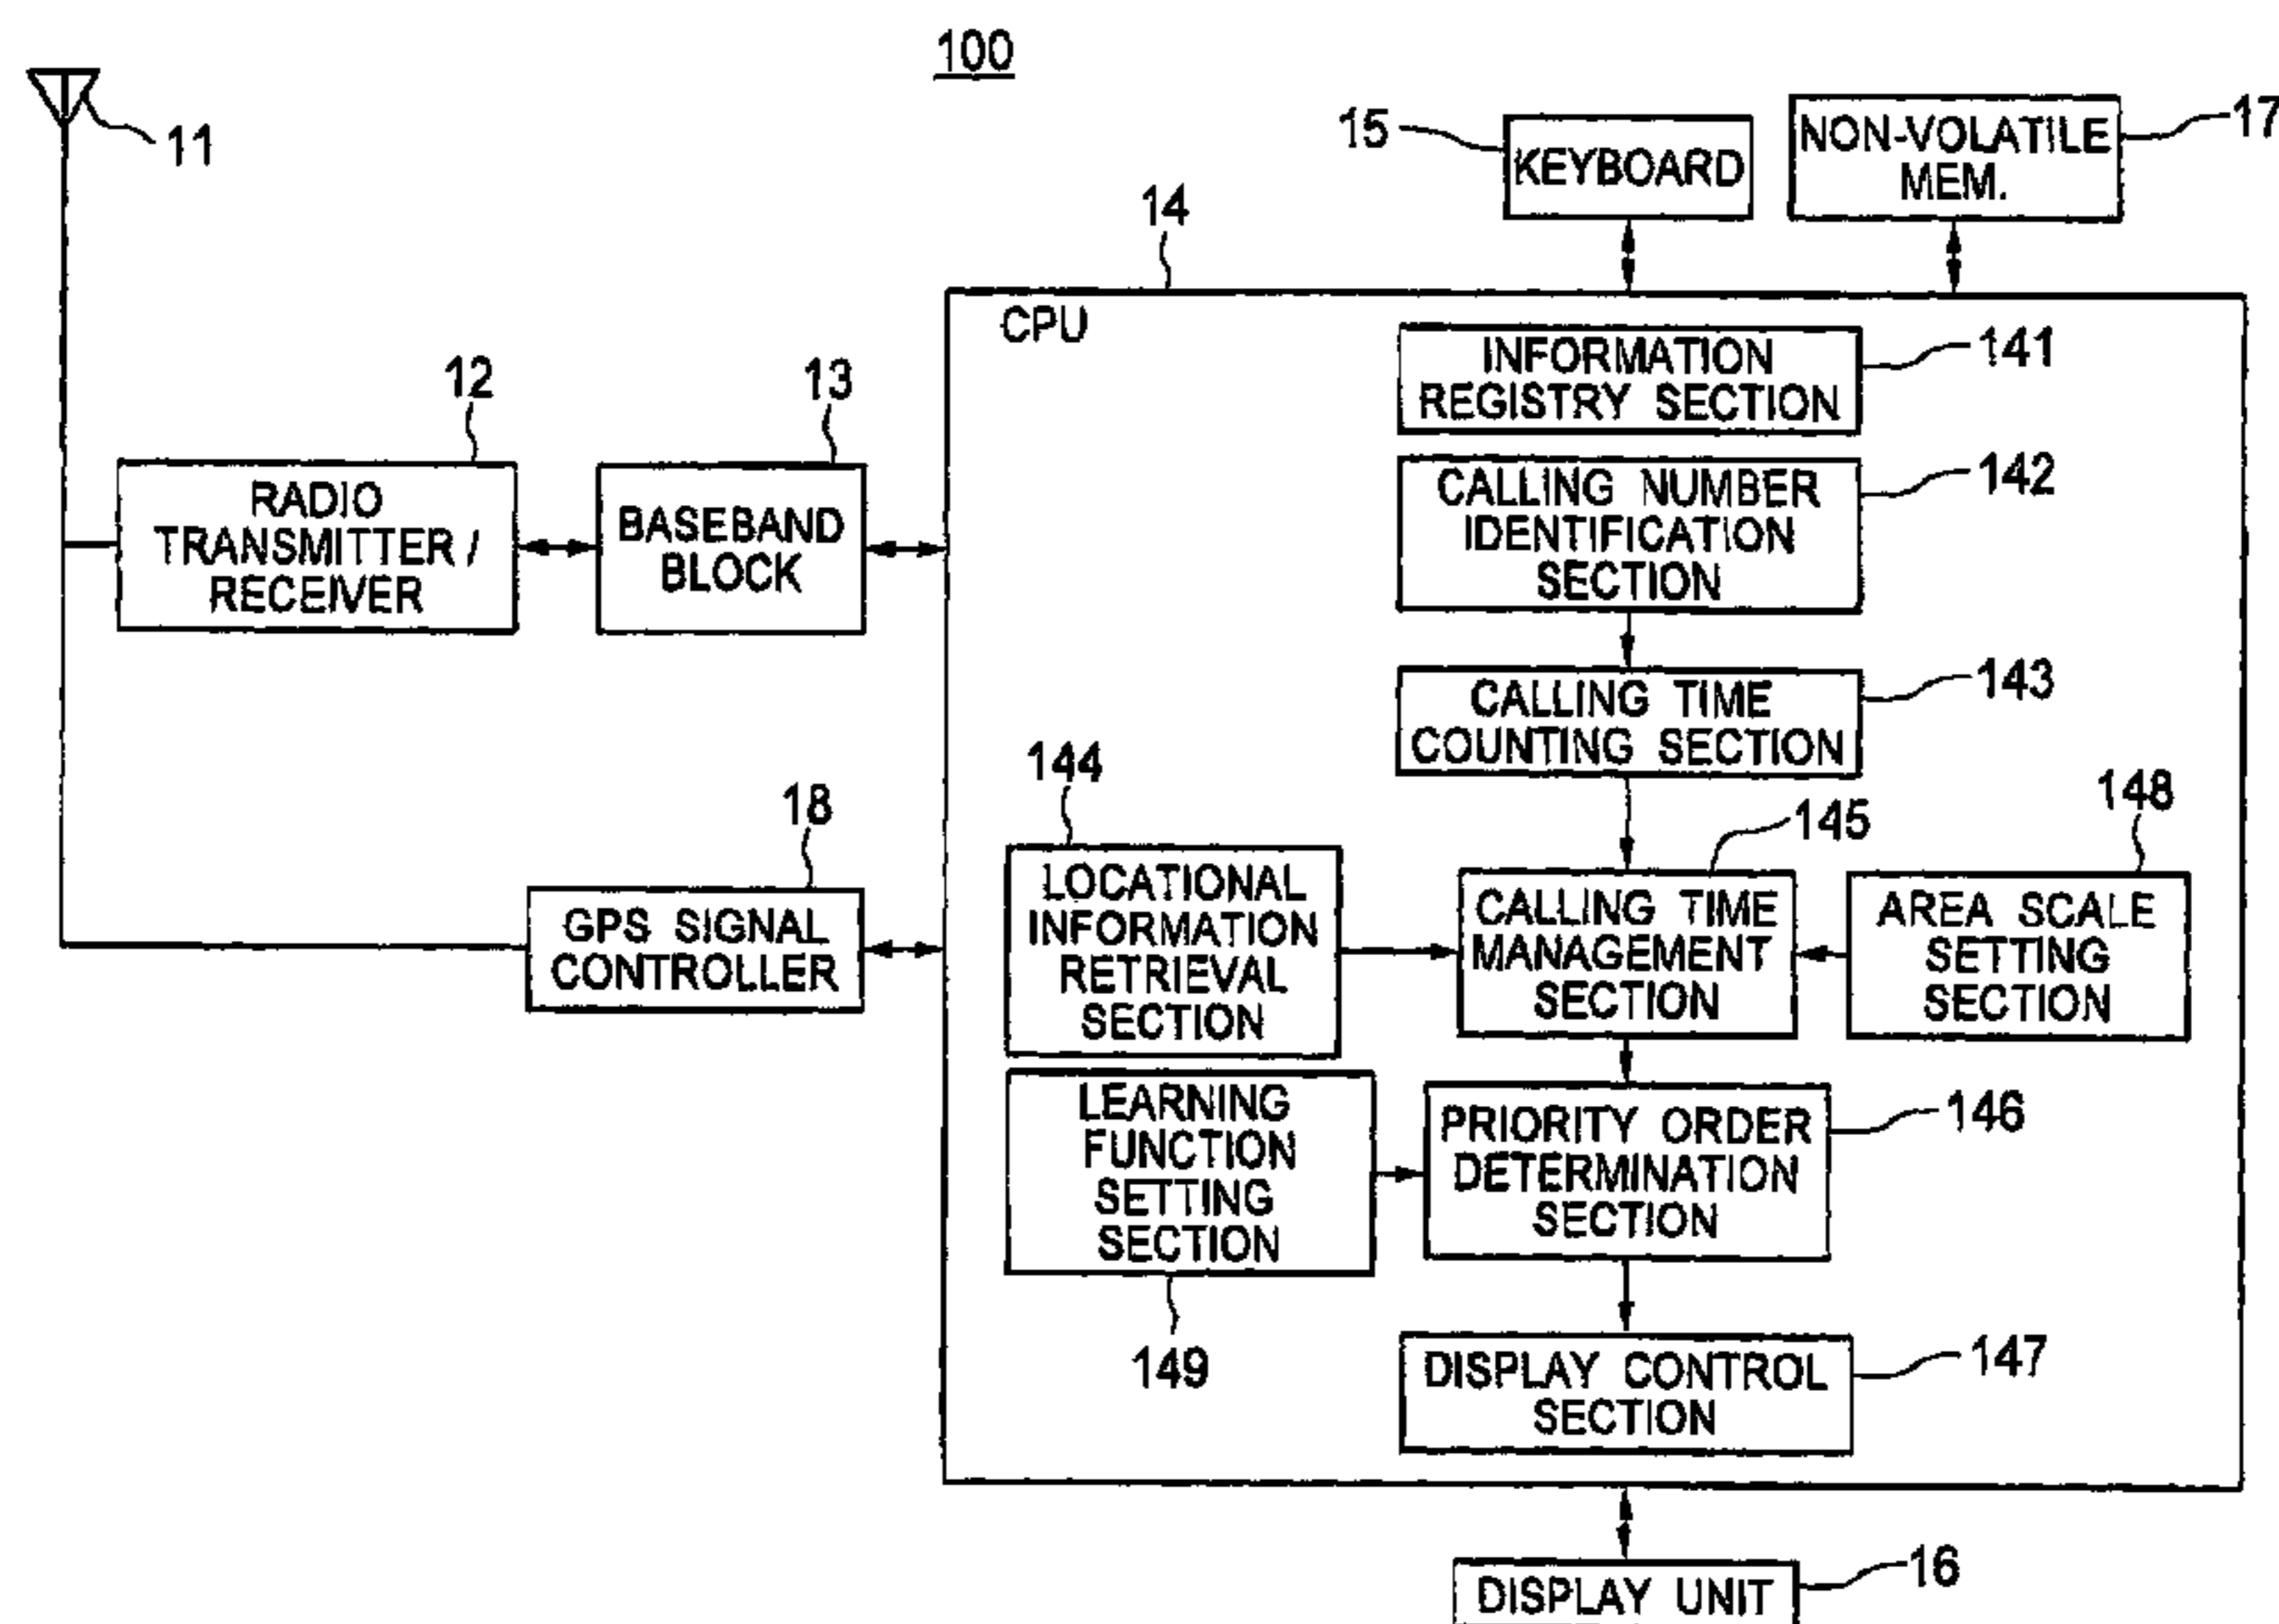 100
11
15
KEYBOARD
NON-VOLATILE
MEM.
17
14
CPU
INFORMATION
REGISTRY SECTION
141
12
13
RADIO
TRANSMITTER /
RECEIVER
BASEBAND
BLOCK
CALLING NUMBER
IDENTIFICATION
SECTION
142
CALLING TIME
COUNTING SECTION
143
144
18
145
148
GPS SIGNAL
CONTROLLER
LOCATIONAL
INFORMATION
RETRIEVAL
SECTION
CALLING TIME
MANAGEMENT
SECTION
AREA SCALE
SETTING
SECTION
LEARNING
FUNCTION
SETTING
SECTION
149
PRIORITY ORDER
DETERMINATION
SECTION
146
DISPLAY CONTROL
SECTION
147
DISPLAY UNIT
16